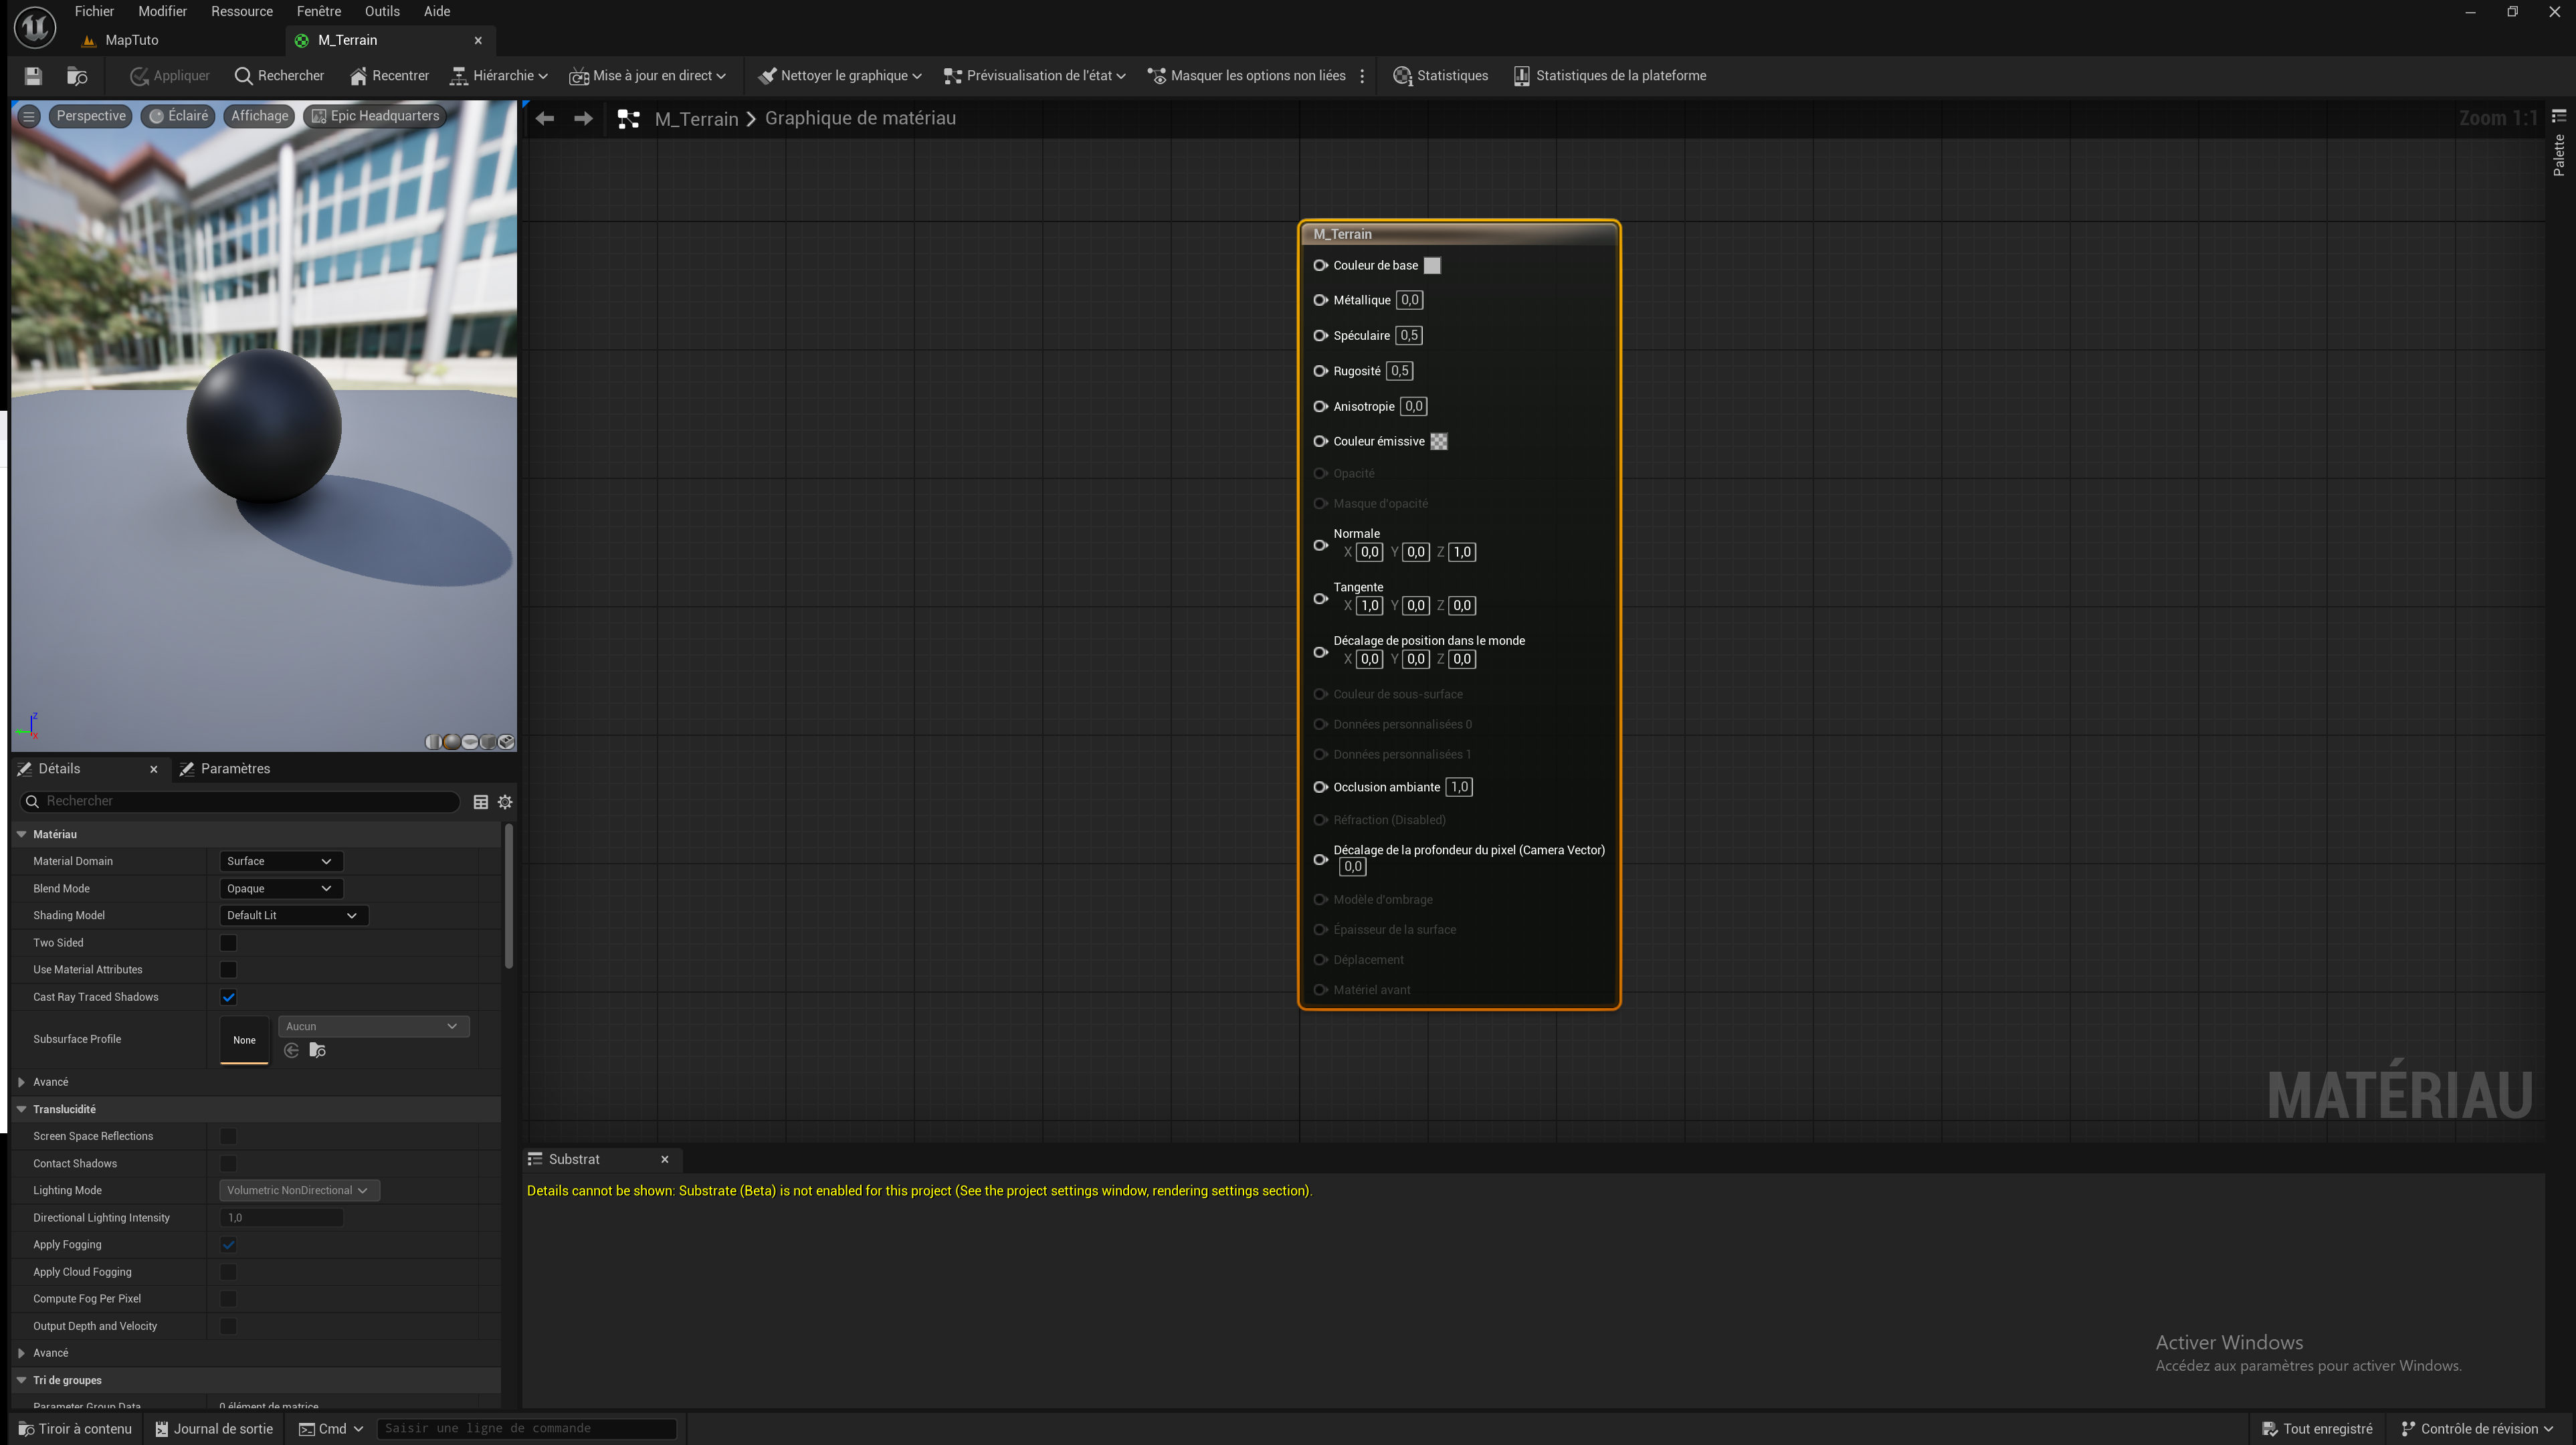 Fichier Modifier Ressource Fenêtre Outils Aide
MapTuto
M_Terrain
Appliquer Rechercher Recentrer Hiérarchie Mise à jour en direct Nettoyer le graphique Prévisualisation de l'état Masquer les options non liées Statistiques Statistiques de la plateforme
Perspective Éclairé Affichage Epic Headquarters
M_Terrain Graphique de matériau
Zoom 1:1
Palette
M_Terrain
Couleur de base
Métallique 0,0
Spéculaire 0,5
Rugosité 0,5
Anisotropie 0,0
Couleur émissive
Opacité
Masque d'opacité
Normale
X 0,0 Y 0,0 Z 1,0
Tangente
X 1,0 Y 0,0 Z 0,0
Décalage de position dans le monde
X 0,0 Y 0,0 Z 0,0
Couleur de sous-surface
Données personnalisées 0
Données personnalisées 1
Occlusion ambiante 1,0
Réfraction (Disabled)
Décalage de la profondeur du pixel (Camera Vector)
0,0
Modèle d'ombrage
Épaisseur de la surface
Déplacement
Matériel avant
MATÉRIAU
Z
X
Détails
Paramètres
Rechercher
Matériau
Material Domain Surface
Blend Mode Opaque
Shading Model Default Lit
Two Sided
Use Material Attributes
Cast Ray Traced Shadows
Subsurface Profile None Aucun
Avancé
Translucidité
Screen Space Reflections
Contact Shadows
Lighting Mode Volumetric NonDirectional
Directional Lighting Intensity 1,0
Apply Fogging
Apply Cloud Fogging
Compute Fog Per Pixel
Output Depth and Velocity
Avancé
Tri de groupes
Parameter Group Data 0 élément de matrice
Substrat
Details cannot be shown: Substrate (Beta) is not enabled for this project (See the project settings window, rendering settings section).
Activer Windows
Accédez aux paramètres pour activer Windows.
Tiroir à contenu Journal de sortie Cmd Saisir une ligne de commande Tout enregistré Contrôle de révision